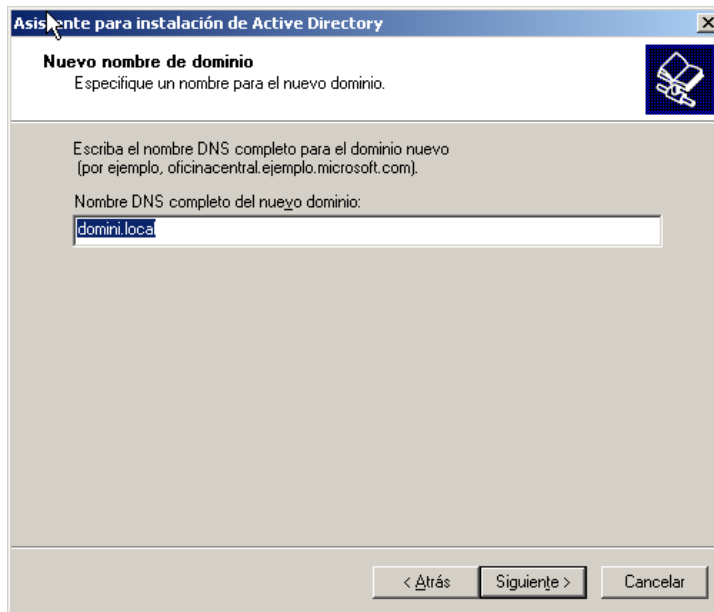 Asistente para instalación de Active Directory
Nuevo nombre de dominio
Especifique un nombre para el nuevo dominio.
Escriba el nombre DNS completo para el dominio nuevo
(por ejemplo, oficinacentral.ejemplo.microsoft.com).
Nombre DNS completo del nuevo dominio:
domini.local
< Atrás Siguiente > Cancelar